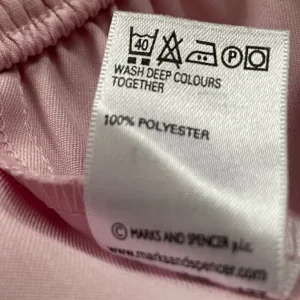 40 P
WASH DEEP COLOURS
TOGETHER
100% POLYESTER
© MARKS AND SPENCER plc
www.marksandspencer.com